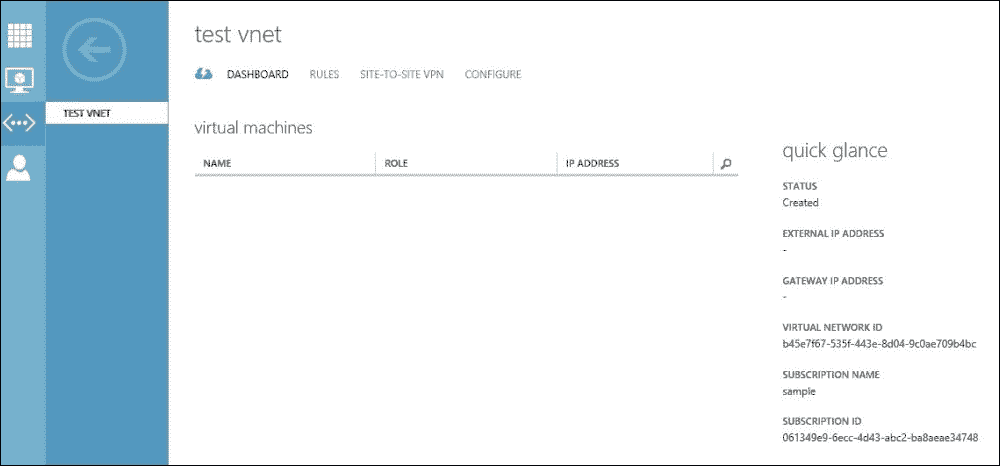 test vnet
DASHBOARD RULES SITE-TO-SITE VPN CONFIGURE
TEST VNET
virtual machines
NAME ROLE IP ADDRESS
quick glance
STATUS
Created
EXTERNAL IP ADDRESS
-
GATEWAY IP ADDRESS
-
VIRTUAL NETWORK ID
b45e7f67-535f-443e-8d04-9c0ae709b4bc
SUBSCRIPTION NAME
sample
SUBSCRIPTION ID
061349e9-6ecc-4d43-abc2-ba8aeae34748